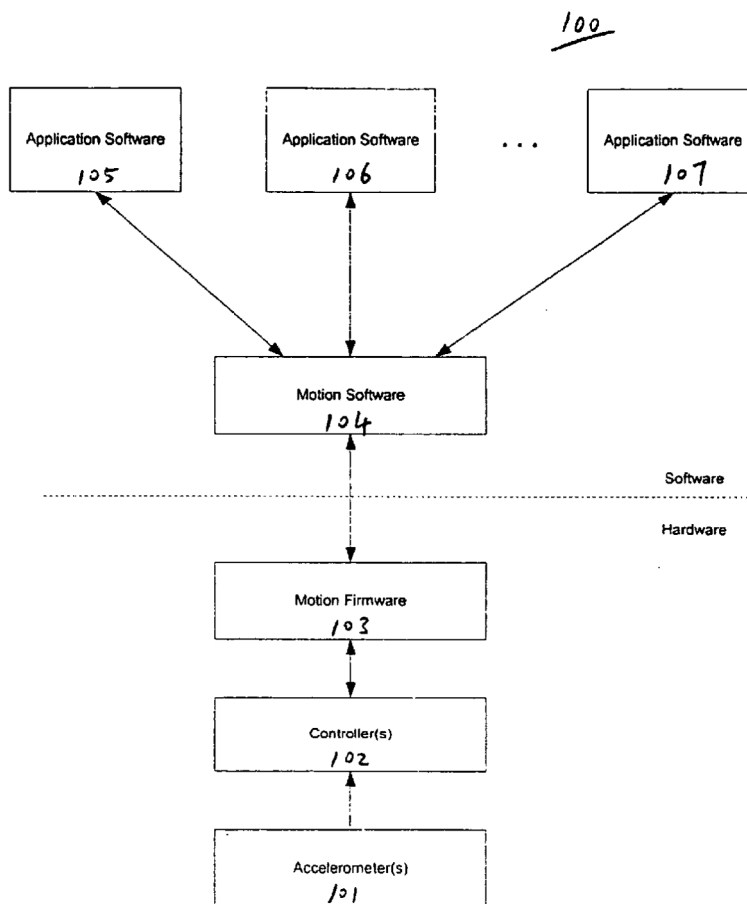 100
Application Software
105
Application Software
106
...
Application Software
107
Motion Software
104
Software
Hardware
Motion Firmware
103
Controller(s)
102
Accelerometer(s)
101